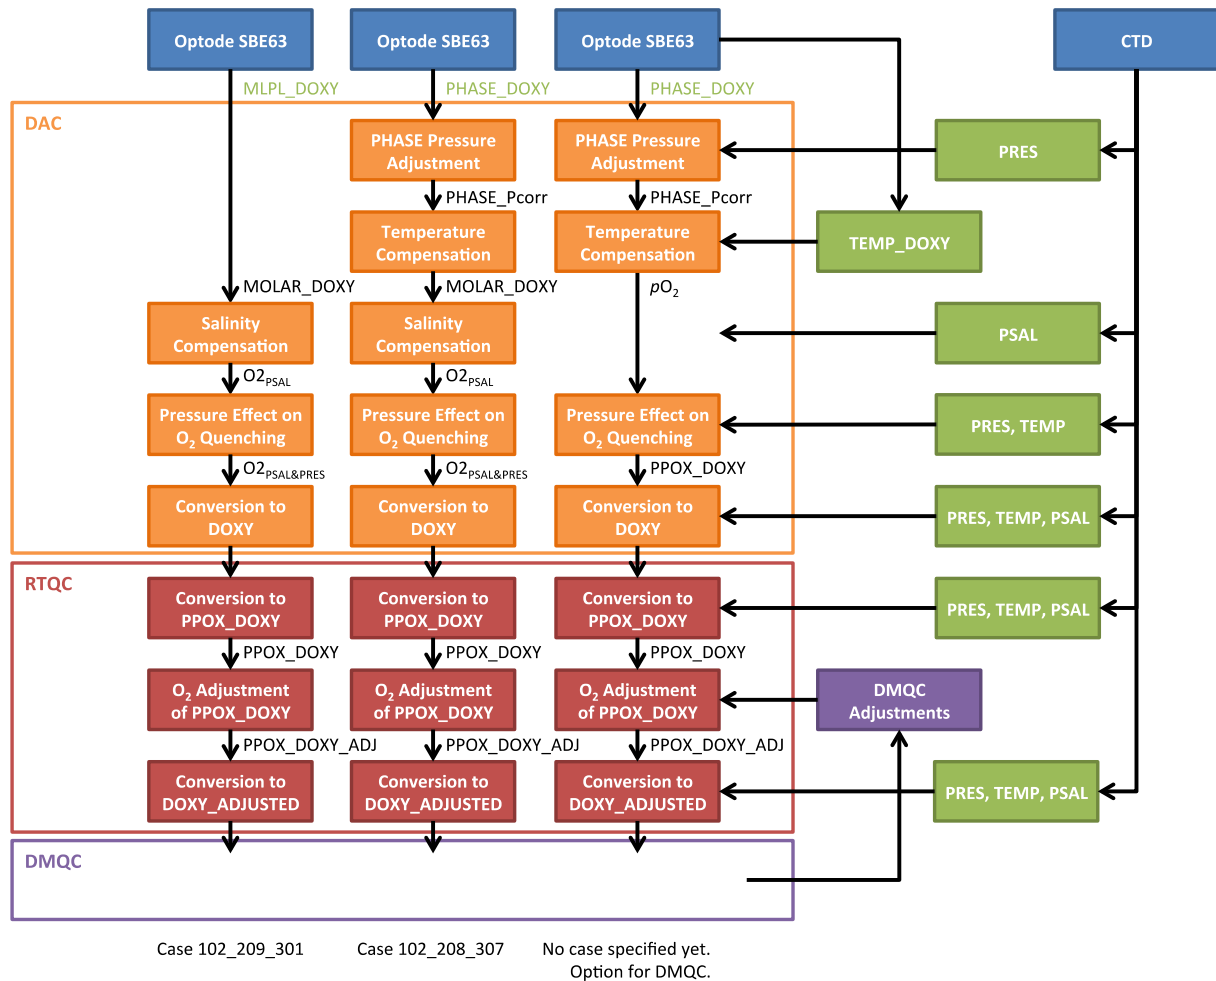 Optode SBE63
Optode SBE63
Optode SBE63
CTD
MLPL_DOXY
PHASE_DOXY
PHASE_DOXY
DAC
PHASE Pressure
Adjustment
PHASE Pressure
Adjustment
PRES
PHASE_Pcorr
PHASE_Pcorr
Temperature
Compensation
Temperature
Compensation
TEMP_DOXY
MOLAR_DOXY
MOLAR_DOXY
pO2
Salinity
Compensation
Salinity
Compensation
PSAL
O2PSAL
O2PSAL
Pressure Effect on
O2 Quenching
Pressure Effect on
O2 Quenching
Pressure Effect on
O2 Quenching
PRES, TEMP
O2PSAL&PRES
O2PSAL&PRES
PPOX_DOXY
Conversion to
DOXY
Conversion to
DOXY
Conversion to
DOXY
PRES, TEMP, PSAL
RTQC
Conversion to
PPOX_DOXY
Conversion to
PPOX_DOXY
Conversion to
PPOX_DOXY
PRES, TEMP, PSAL
PPOX_DOXY
PPOX_DOXY
PPOX_DOXY
O2 Adjustment
of PPOX_DOXY
O2 Adjustment
of PPOX_DOXY
O2 Adjustment
of PPOX_DOXY
DMQC
Adjustments
PPOX_DOXY_ADJ
PPOX_DOXY_ADJ
PPOX_DOXY_ADJ
Conversion to
DOXY_ADJUSTED
Conversion to
DOXY_ADJUSTED
Conversion to
DOXY_ADJUSTED
PRES, TEMP, PSAL
DMQC
Case 102_209_301
Case 102_208_307
No case specified yet.
Option for DMQC.